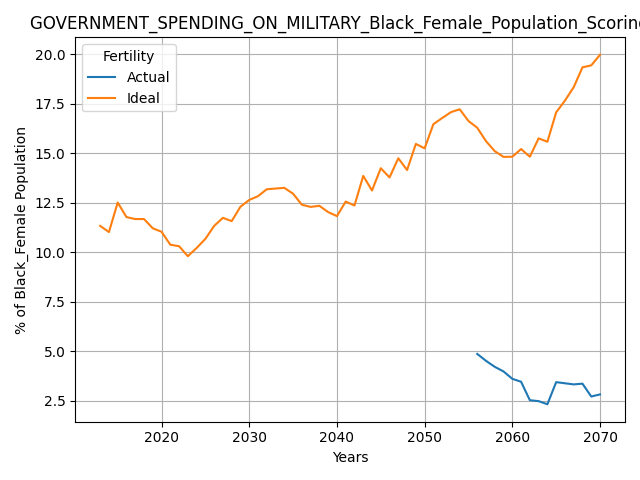 GOVERNMENT_SPENDING_ON_MILITARY_Black_Female_Population_Scorin
Fertility
Actual
Ideal
20.0
17.5
15.0
12.5
10.0
7.5
5.0
2.5
% of Black_Female Population
2020 2030 2040 2050 2060 2070
Years